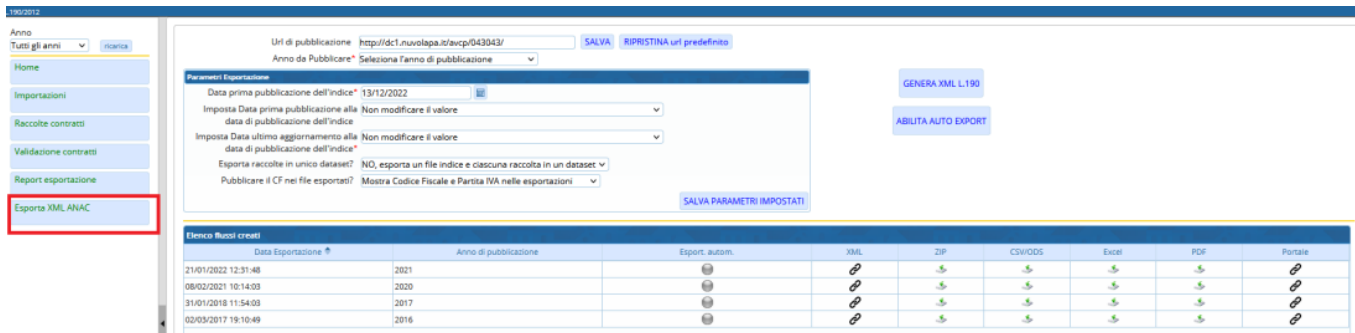 L.190/2012
Anno
Tutti gli anni ricarica
Home
Importazioni
Raccolte contratti
Validazione contratti
Report esportazione
Esporta XML ANAC
Url di pubblicazione http://dc1.nuvolapa.it/avcp/043043/ SALVA RIPRISTINA url predefinito
Anno da Pubblicare* Seleziona l'anno di pubblicazione
Parametri Esportazione
Data prima pubblicazione dell'indice* 13/12/2022
Imposta Data prima pubblicazione alla Non modificare il valore
data di pubblicazione dell'indice
Imposta Data ultimo aggiornamento alla Non modificare il valore
data di pubblicazione dell'indice*
Esporta raccolte in unico dataset? NO, esporta un file indice e ciascuna raccolta in un dataset
Pubblicare il CF nei file esportati? Mostra Codice Fiscale e Partita IVA nelle esportazioni
SALVA PARAMETRI IMPOSTATI
GENERA XML L.190
ABILITA AUTO EXPORT
Elenco flussi creati
Data Esportazione Anno di pubblicazione Esport. autom. XML ZIP CSV/ODS Excel PDF Portale
21/01/2022 12:31:48 2021
08/02/2021 10:14:03 2020
31/01/2018 11:54:03 2017
02/03/2017 19:10:49 2016